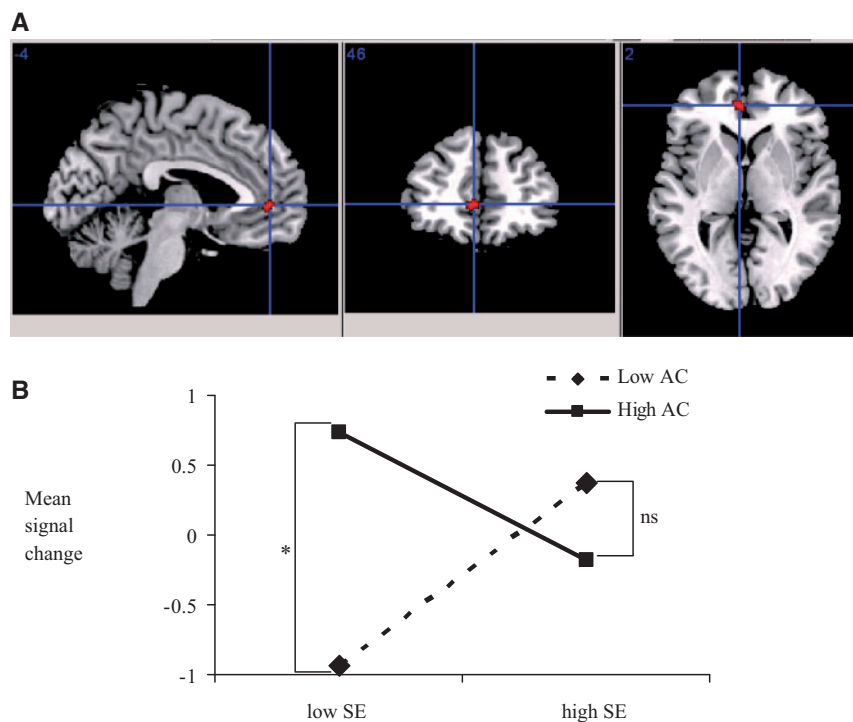 A
-4
46
2
B
1
0.5
0
-0.5
-1
Mean
signal
change
Low AC
High AC
*
ns
low SE
high SE